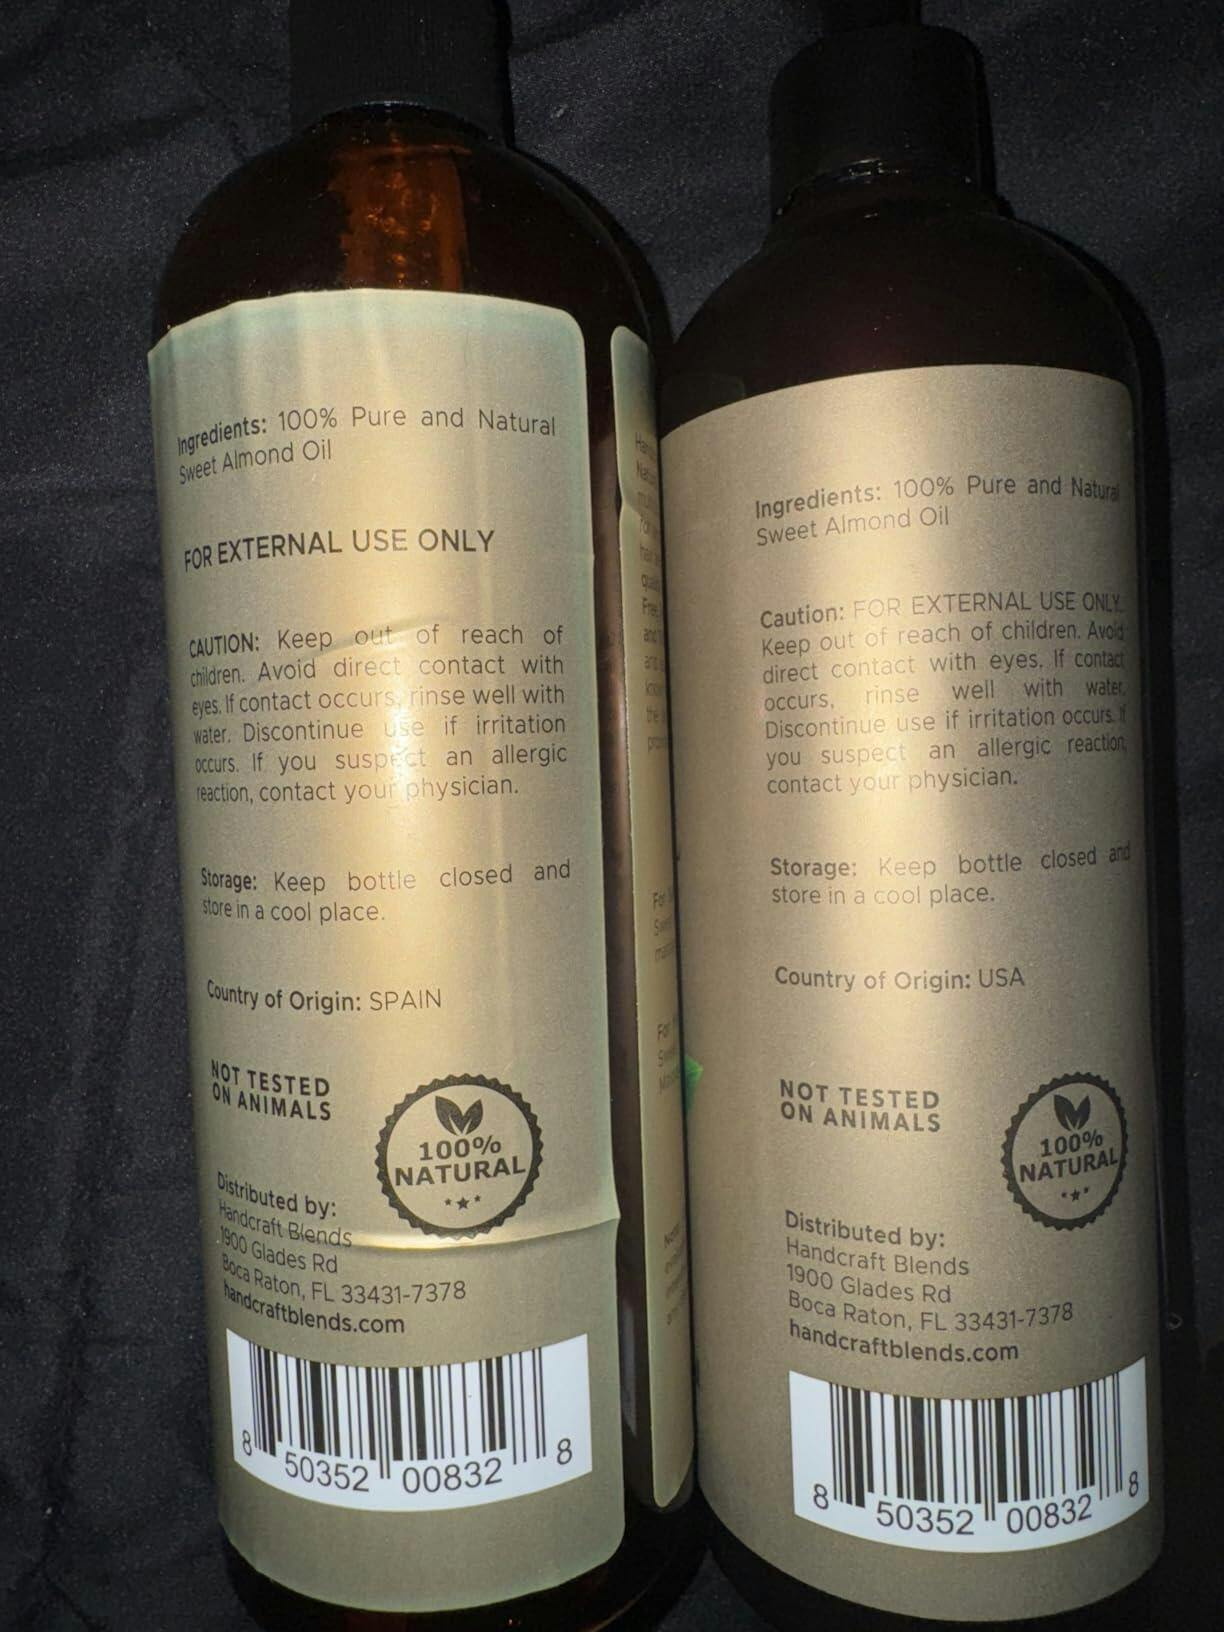 Ingredients: 100% Pure and Natural
Sweet Almond Oil
FOR EXTERNAL USE ONLY
CAUTION: Keep out of reach of
children. Avoid direct contact with
eyes. If contact occurs, rinse well with
water. Discontinue use if irritation
occurs. If you suspect an allergic
reaction, contact your physician.
Storage: Keep bottle closed and
store in a cool place.
Country of Origin: SPAIN
NOT TESTED
ON ANIMALS
100%
NATURAL
Distributed by:
Handcraft Blends
1900 Glades Rd
Boca Raton, FL 33431-7378
handcraftblends.com
8 50352 00832 8
Ingredients: 100% Pure and Natural
Sweet Almond Oil
Caution: FOR EXTERNAL USE ONLY.
Keep out of reach of children. Avoid
direct contact with eyes. If contact
occurs, rinse well with water.
Discontinue use if irritation occurs. If
you suspect an allergic reaction,
contact your physician.
Storage: Keep bottle closed and
store in a cool place.
Country of Origin: USA
NOT TESTED
ON ANIMALS
100%
NATURAL
Distributed by:
Handcraft Blends
1900 Glades Rd
Boca Raton, FL 33431-7378
handcraftblends.com
8 50352 00832 8